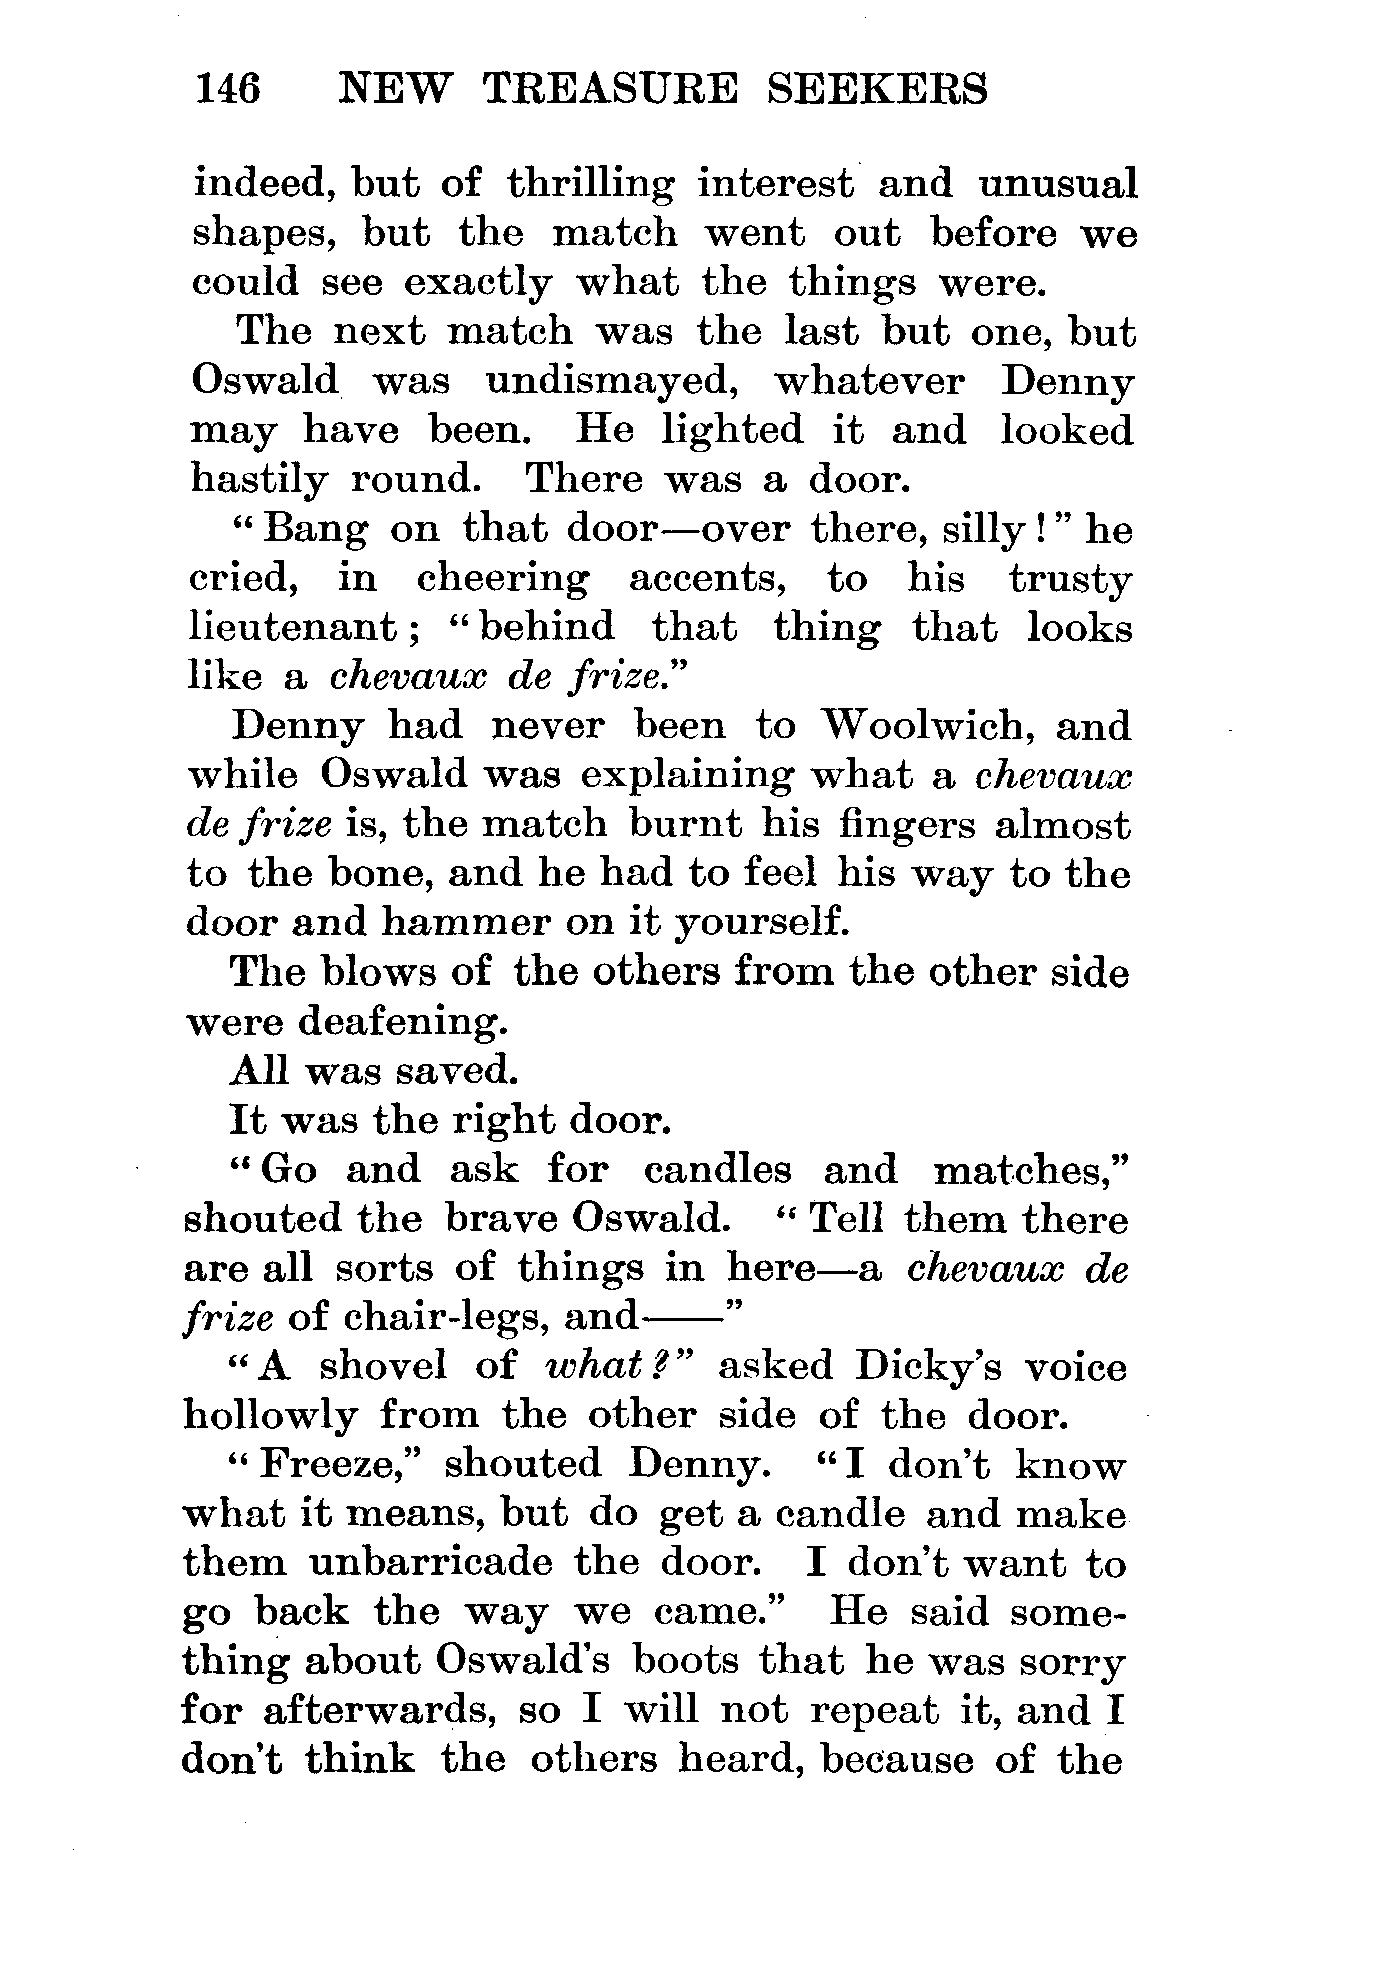 146 NEW TREASURE SEEKERS
indeed, but of thrilling interest and unusual
shapes, but the match went out before we
could see exactly what the things were.
The next match was the last but one, but
Oswald was undismayed, whatever Denny
may have been. He lighted it and looked
hastily round. There was a door.
“Bang on that door—over there, silly!” he
cried, in cheering accents, to his trusty
lieutenant; “behind that thing that looks
like a chevaux de frize.”
Denny had never been to Woolwich, and
while Oswald was explaining what a chevaux
de frize is, the match burnt his fingers almost
to the bone, and he had to feel his way to the
door and hammer on it yourself.
The blows of the others from the other side
were deafening.
All was saved.
It was the right door.
“Go and ask for candles and matches,”
shouted the brave Oswald. “Tell them there
are all sorts of things in here—a chevaux de
frize of chair-legs, and——”
“A shovel of what?” asked Dicky’s voice
hollowly from the other side of the door.
“Freeze,” shouted Denny. “I don’t know
what it means, but do get a candle and make
them unbarricade the door. I don’t want to
go back the way we came.” He said some-
thing about Oswald’s boots that he was sorry
for afterwards, so I will not repeat it, and I
don’t think the others heard, because of the